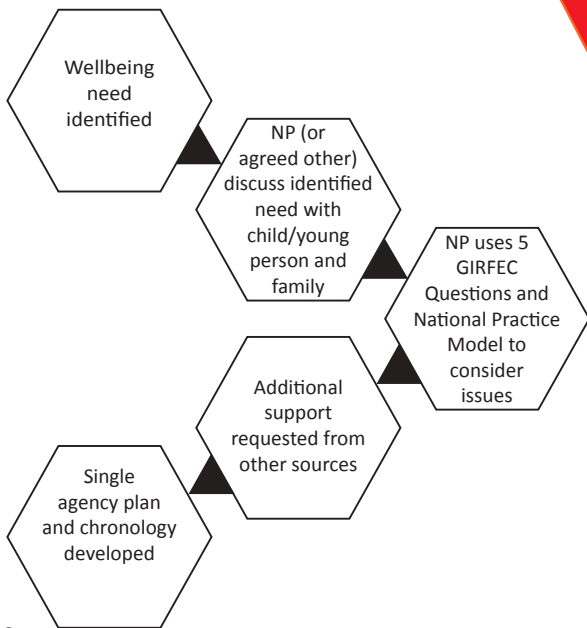 Wellbeing
need
identified
NP (or
agreed other)
discuss identified
need with
child/young
person and
family
NP uses 5
GIRFEC
Questions and
National Practice
Model to
consider
issues
Additional
support
requested from
other sources
Single
agency plan
and chronology
developed